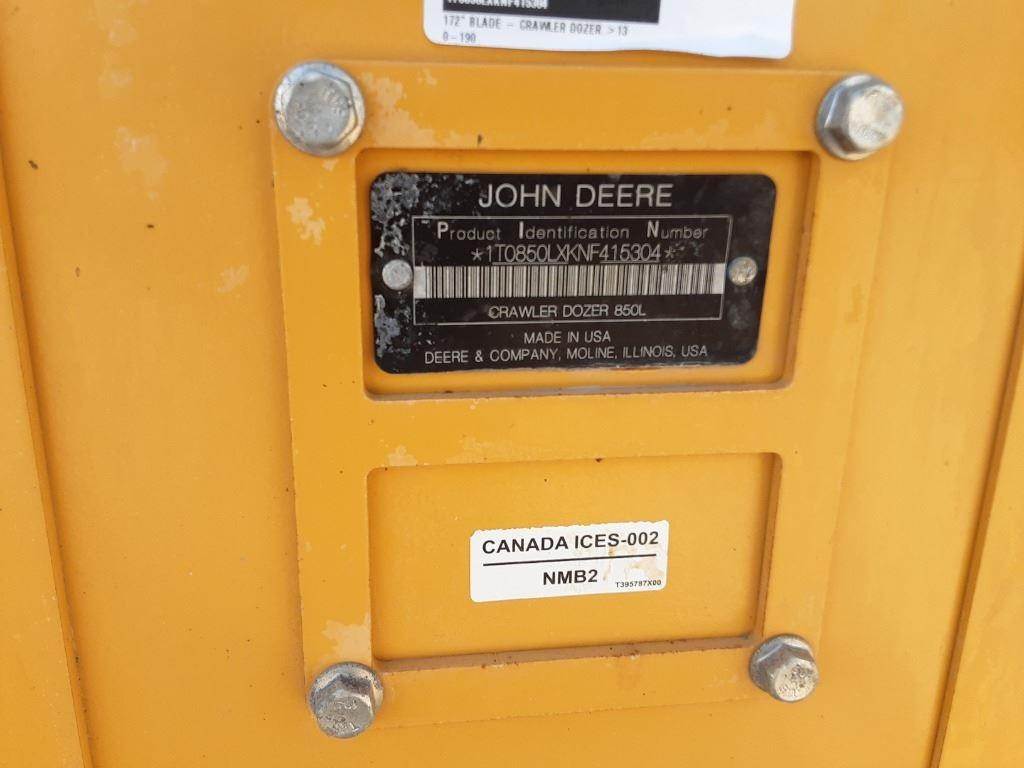 1T0850LXKNF415304
172" BLADE - CRAWLER DOZER >13
0-190
JOHN DEERE
Product Identification Number
*1T0850LXKNF415304*
CRAWLER DOZER 850L
MADE IN USA
DEERE & COMPANY, MOLINE, ILLINOIS, USA
CANADA ICES-002
NMB2
T395787X00